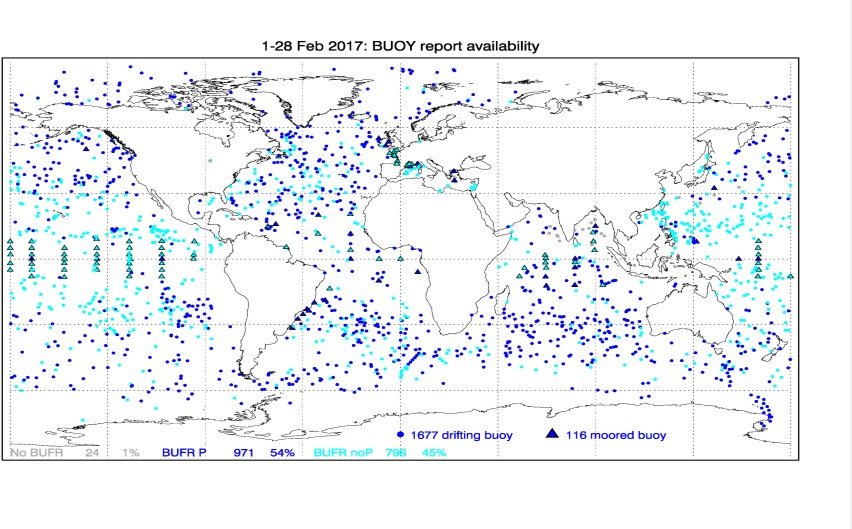 1-28 Feb 2017: BUOY report availability
1677 drifting buoy 116 moored buoy
No BUFR 24 1% BUFR P 971 54% BUFR noP 798 45%